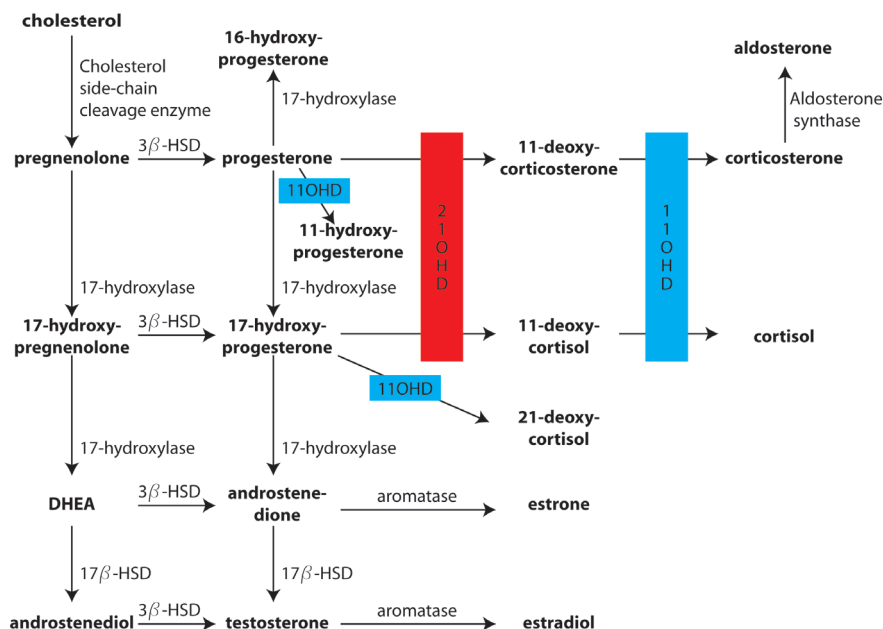 cholesterol
Cholesterol
side-chain
cleavage enzyme
16-hydroxy-
progesterone
17-hydroxylase
aldosterone
Aldosterone
synthase
pregnenolone
3β-HSD
progesterone
11-deoxy-
corticosterone
corticosterone
11OHD
11-hydroxy-
progesterone
21OHD
11OHD
17-hydroxylase
17-hydroxylase
17-hydroxy-
pregnenolone
3β-HSD
17-hydroxy-
progesterone
11-deoxy-
cortisol
cortisol
11OHD
21-deoxy-
cortisol
17-hydroxylase
17-hydroxylase
DHEA
3β-HSD
androstene-
dione
aromatase
estrone
17β-HSD
17β-HSD
androstenediol
3β-HSD
testosterone
aromatase
estradiol